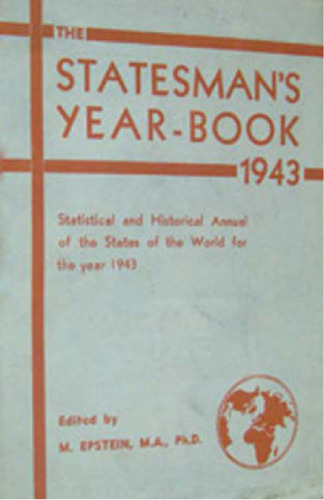 THE
STATESMAN'S
YEAR-BOOK
1943
Statistical and Historical Annual
of the States of the World for
the year 1943
Edited by
M. EPSTEIN, M.A., Ph.D.